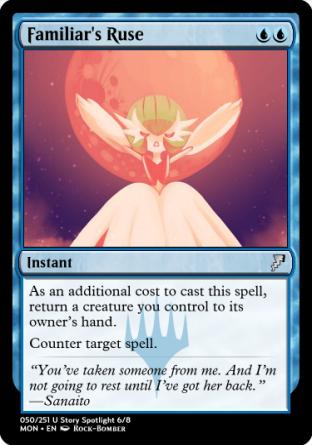 Familiar's Ruse
Instant
As an additional cost to cast this spell,
return a creature you control to its
owner's hand.
Counter target spell.
"You've taken someone from me. And I'm
not going to rest until I've got her back."
—Sanaito
050/251 U Story Spotlight 6/8
MON • EN Rock-Bomber